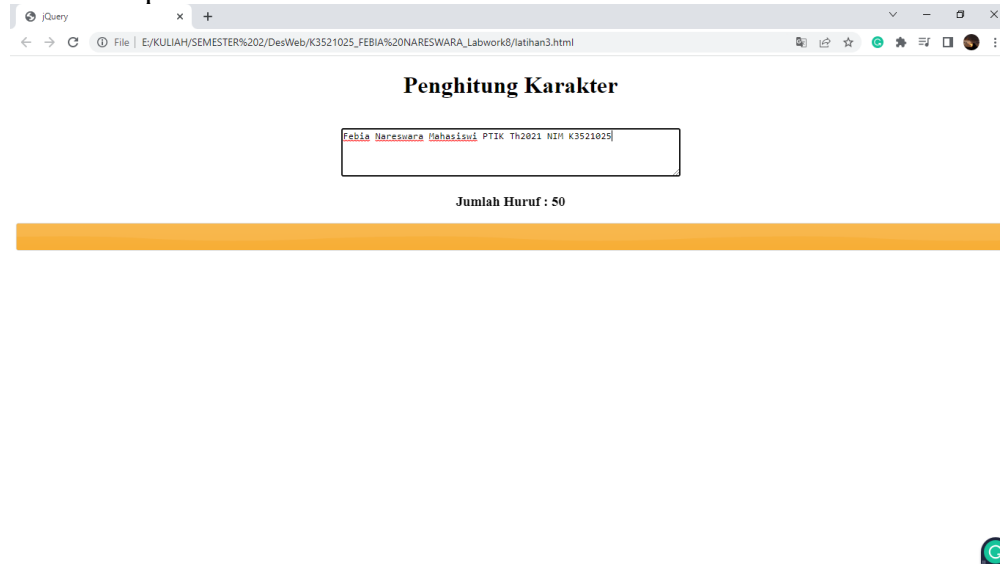 jQuery
File E:/KULIAH/SEMESTER%202/DesWeb/K3521025_FEBIA%20NARESWARA_Labwork8/latihan3.html
Penghitung Karakter
Febia Nareswara Mahasiswi PTIK Th2021 NIM K3521025
Jumlah Huruf : 50